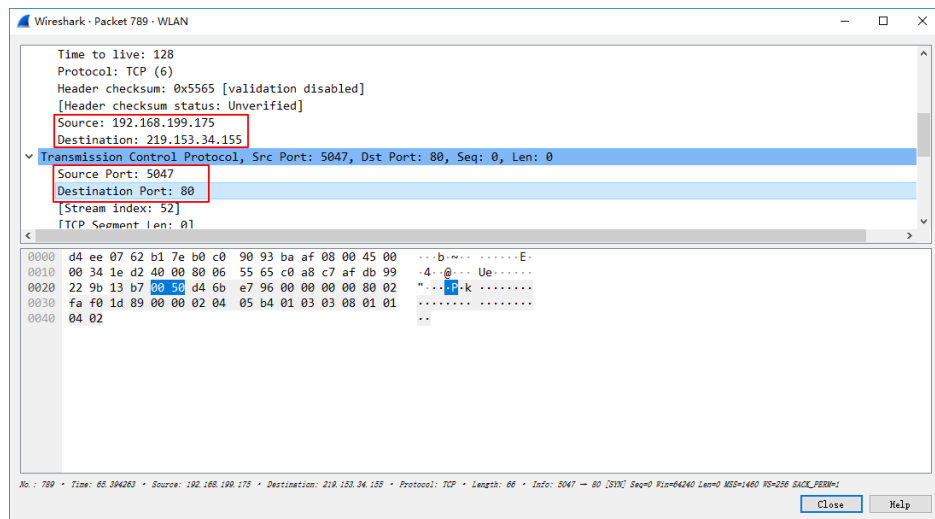 Wireshark · Packet 789 · WLAN
Time to live: 128
Protocol: TCP (6)
Header checksum: 0x5565 [validation disabled]
[Header checksum status: Unverified]
Source: 192.168.199.175
Destination: 219.153.34.155
Transmission Control Protocol, Src Port: 5047, Dst Port: 80, Seq: 0, Len: 0
Source Port: 5047
Destination Port: 80
[Stream index: 52]
[TCP Segment Len: 0]
0000 d4 ee 07 62 b1 7e b0 c0 90 93 ba af 08 00 45 00 ···b·~·· ······E·
0010 00 34 1e d2 40 00 80 06 55 65 c0 a8 c7 af db 99 ·4··@··· Ue······
0020 22 9b 13 b7 00 50 d4 6b e7 96 00 00 00 00 80 02 "····P·k ········
0030 fa f0 1d 89 00 00 02 04 05 b4 01 03 03 08 01 01 ········ ········
0040 04 02 ··
No.: 789 · Time: 65.394263 · Source: 192.168.199.175 · Destination: 219.153.34.155 · Protocol: TCP · Length: 66 · Info: 5047 → 80 [SYN] Seq=0 Win=64240 Len=0 MSS=1460 WS=256 SACK_PERM=1
Close Help